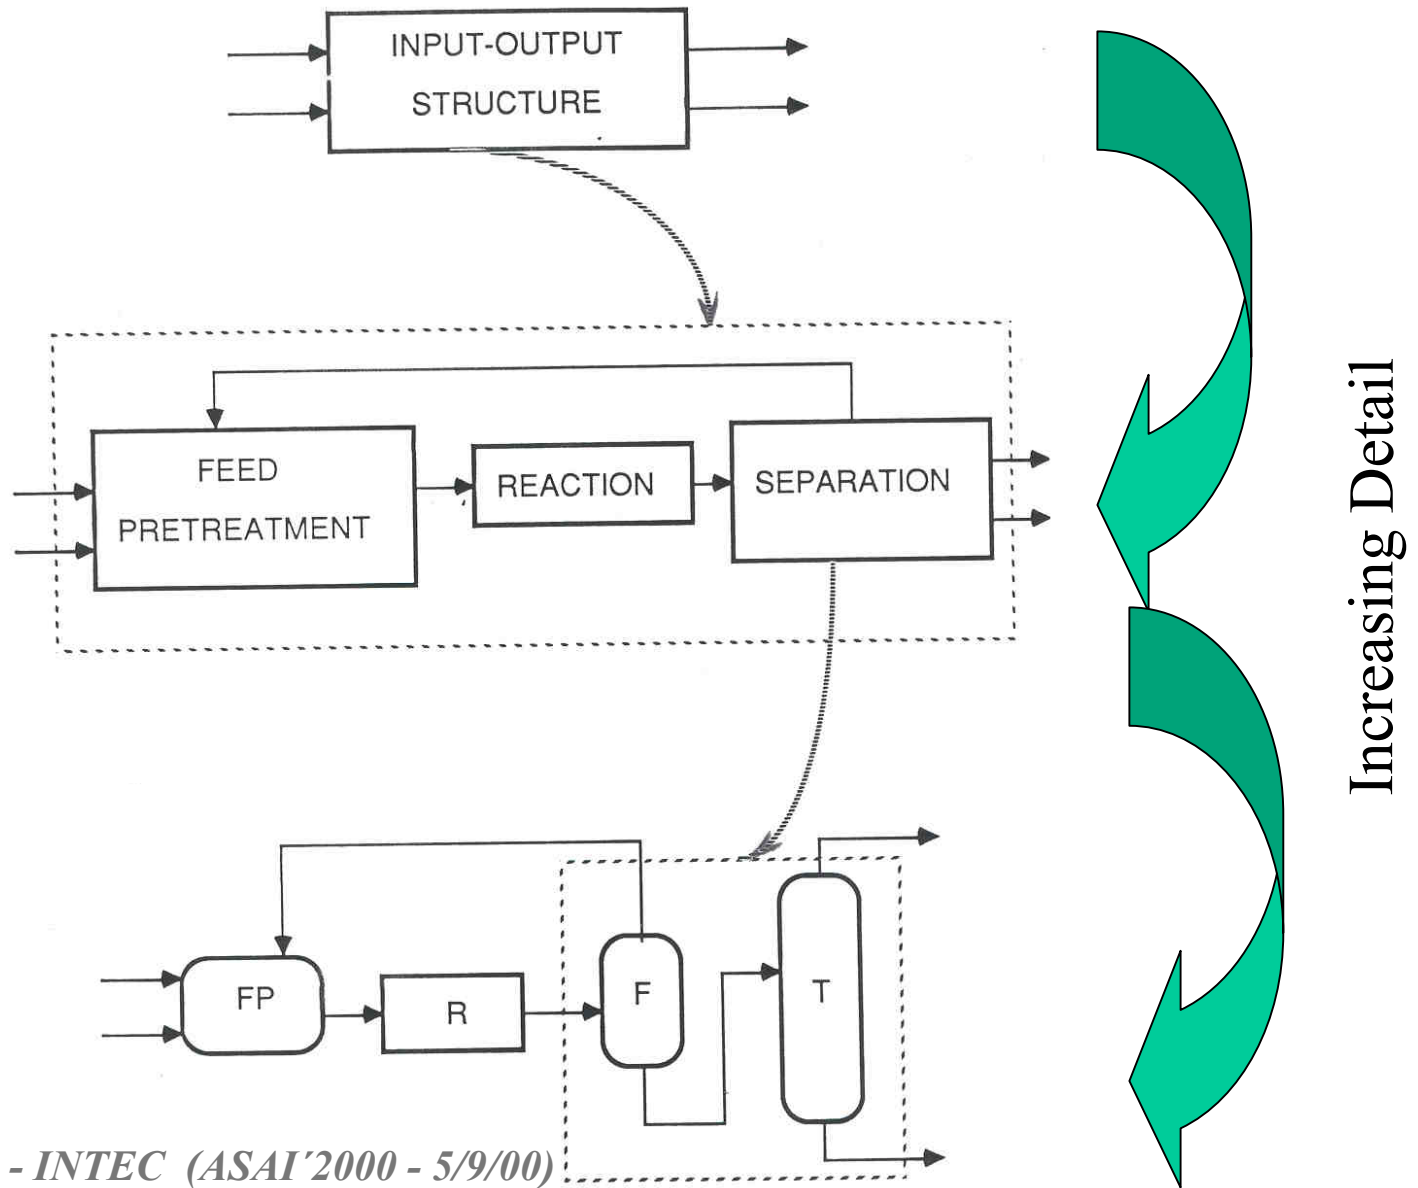 INPUT-OUTPUT
STRUCTURE
FEED
PRETREATMENT
REACTION
SEPARATION
Increasing Detail
FP
R
F
T
- INTEC (ASAI´2000 - 5/9/00)